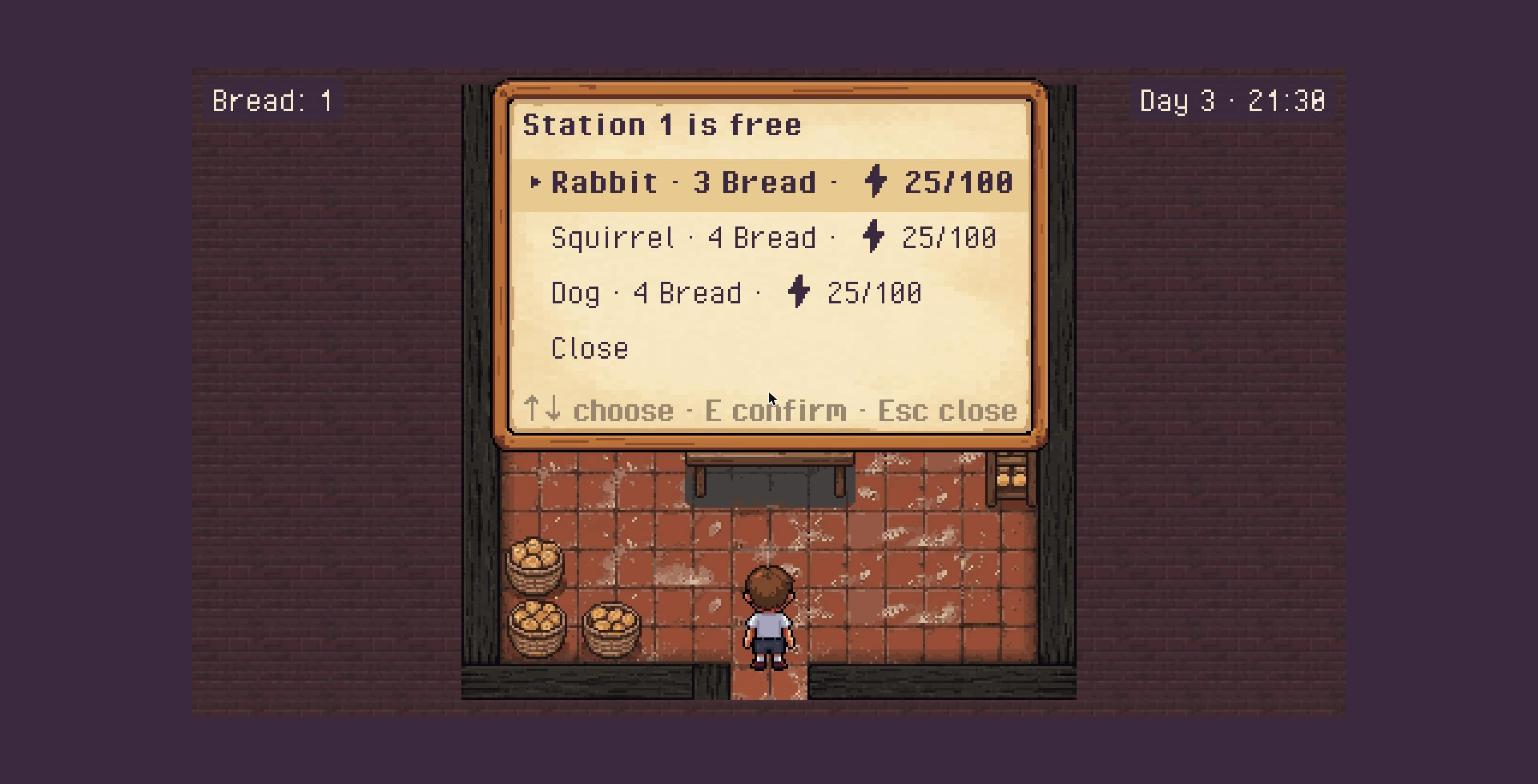 Bread: 1
Day 3 · 21:30
Station 1 is free
Rabbit · 3 Bread · 25/100
Squirrel · 4 Bread · 25/100
Dog · 4 Bread · 25/100
Close
↑↓ choose · E confirm · Esc close